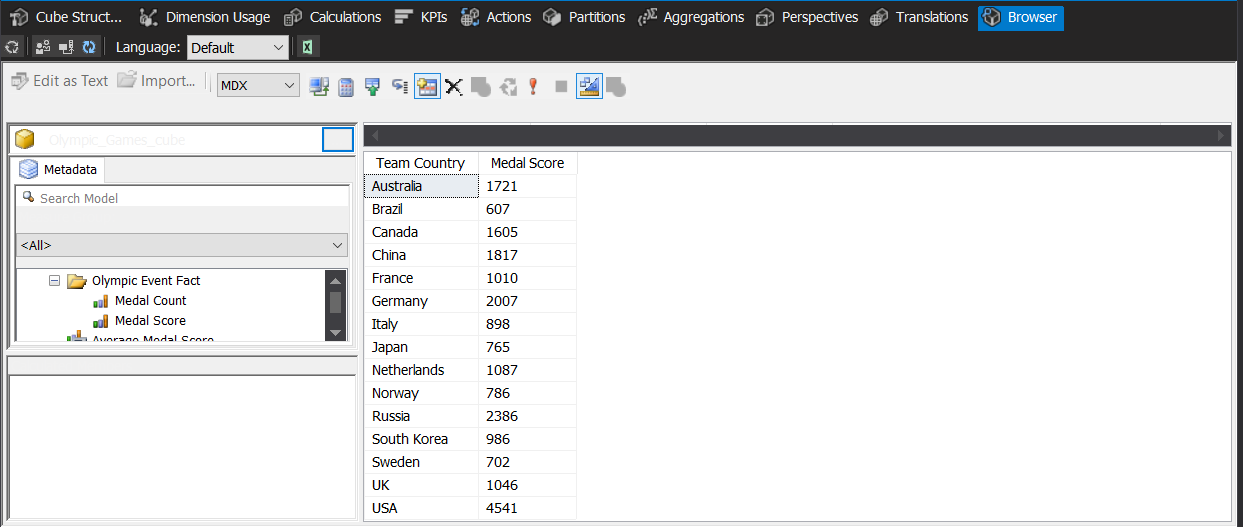 Cube Struct... Dimension Usage Calculations KPIs Actions Partitions Aggregations Perspectives Translations Browser
Language: Default
Edit as Text Import... MDX
Olympic_Games_cube
Metadata
Search Model
<All>
Olympic Event Fact
Medal Count
Medal Score
Average Medal Score
Team Country Medal Score
Australia 1721
Brazil 607
Canada 1605
China 1817
France 1010
Germany 2007
Italy 898
Japan 765
Netherlands 1087
Norway 786
Russia 2386
South Korea 986
Sweden 702
UK 1046
USA 4541